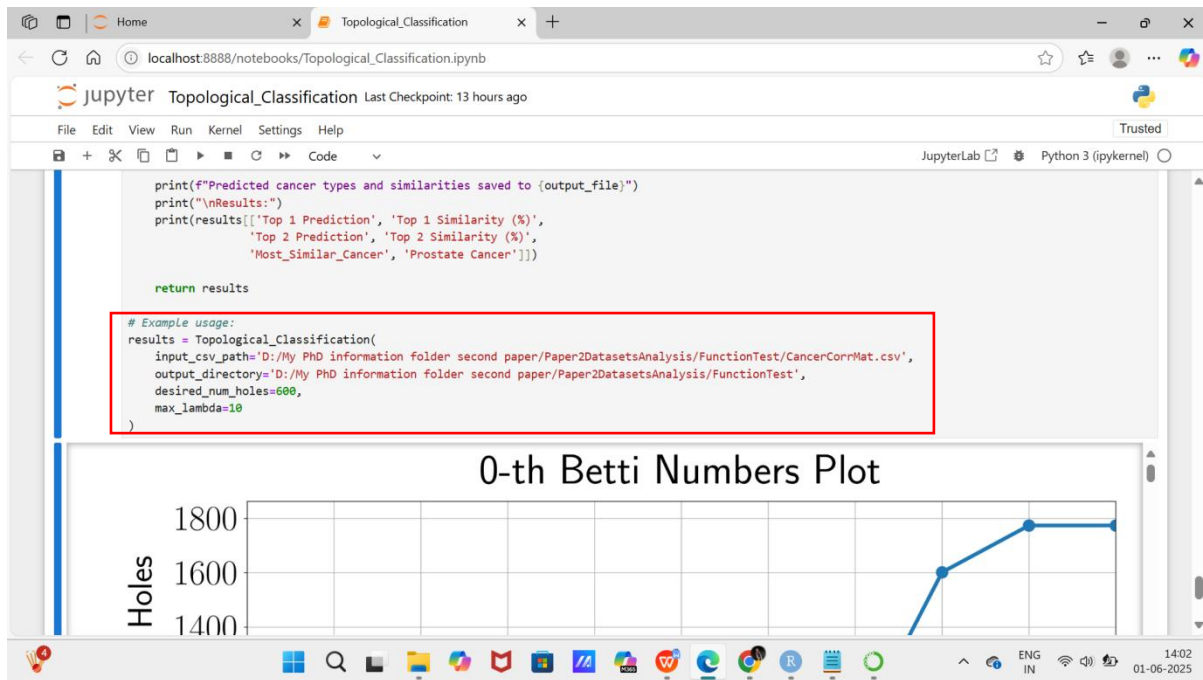 Home
Topological_Classification
localhost:8888/notebooks/Topological_Classification.ipynb
jupyter Topological_Classification Last Checkpoint: 13 hours ago
File Edit View Run Kernel Settings Help
Trusted
Code
JupyterLab
Python 3 (ipykernel)
print(f"Predicted cancer types and similarities saved to {output_file}")
print("\nResults:")
print(results[['Top 1 Prediction', 'Top 1 Similarity (%)',
'Top 2 Prediction', 'Top 2 Similarity (%)',
'Most_Similar_Cancer', 'Prostate Cancer']])
return results
# Example usage:
results = Topological_Classification(
input_csv_path='D:/My PhD information folder second paper/Paper2DatasetsAnalysis/FunctionTest/CancerCorrMat.csv',
output_directory='D:/My PhD information folder second paper/Paper2DatasetsAnalysis/FunctionTest',
desired_num_holes=600,
max_lambda=10
)
0-th Betti Numbers Plot
1800
1600
1400
Holes
4
M365
R
ENG
IN
14:02
01-06-2025